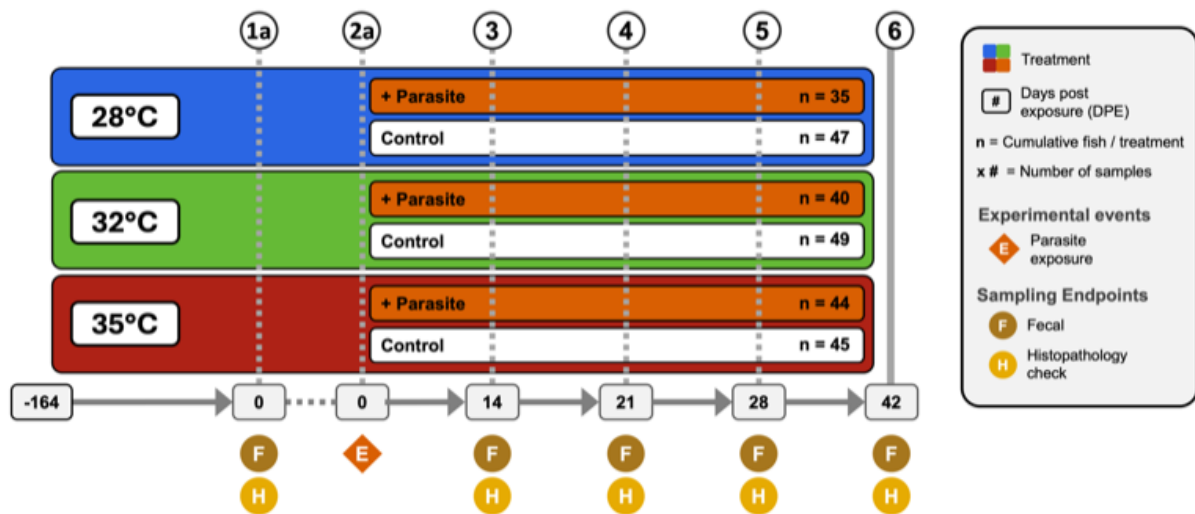 1a 2a 3 4 5 6
28°C
+ Parasite n = 35
Control n = 47
32°C
+ Parasite n = 40
Control n = 49
35°C
+ Parasite n = 44
Control n = 45
-164 0 0 14 21 28 42
F E F F F F
H H H H H
Treatment
# Days post
exposure (DPE)
n = Cumulative fish / treatment
x # = Number of samples
Experimental events
E Parasite
exposure
Sampling Endpoints
F Fecal
H Histopathology
check